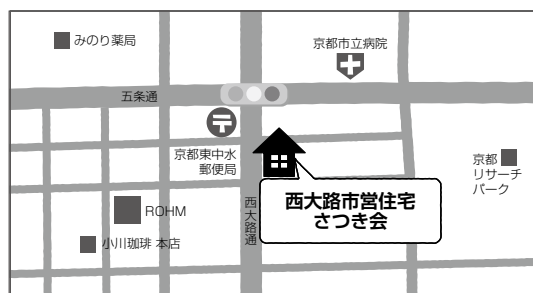 みのり薬局
京都市立病院
五条通
京都東中水
郵便局
京都
リサーチ
パーク
西大路市営住宅
さつき会
西大路通
ROHM
小川珈琲 本店